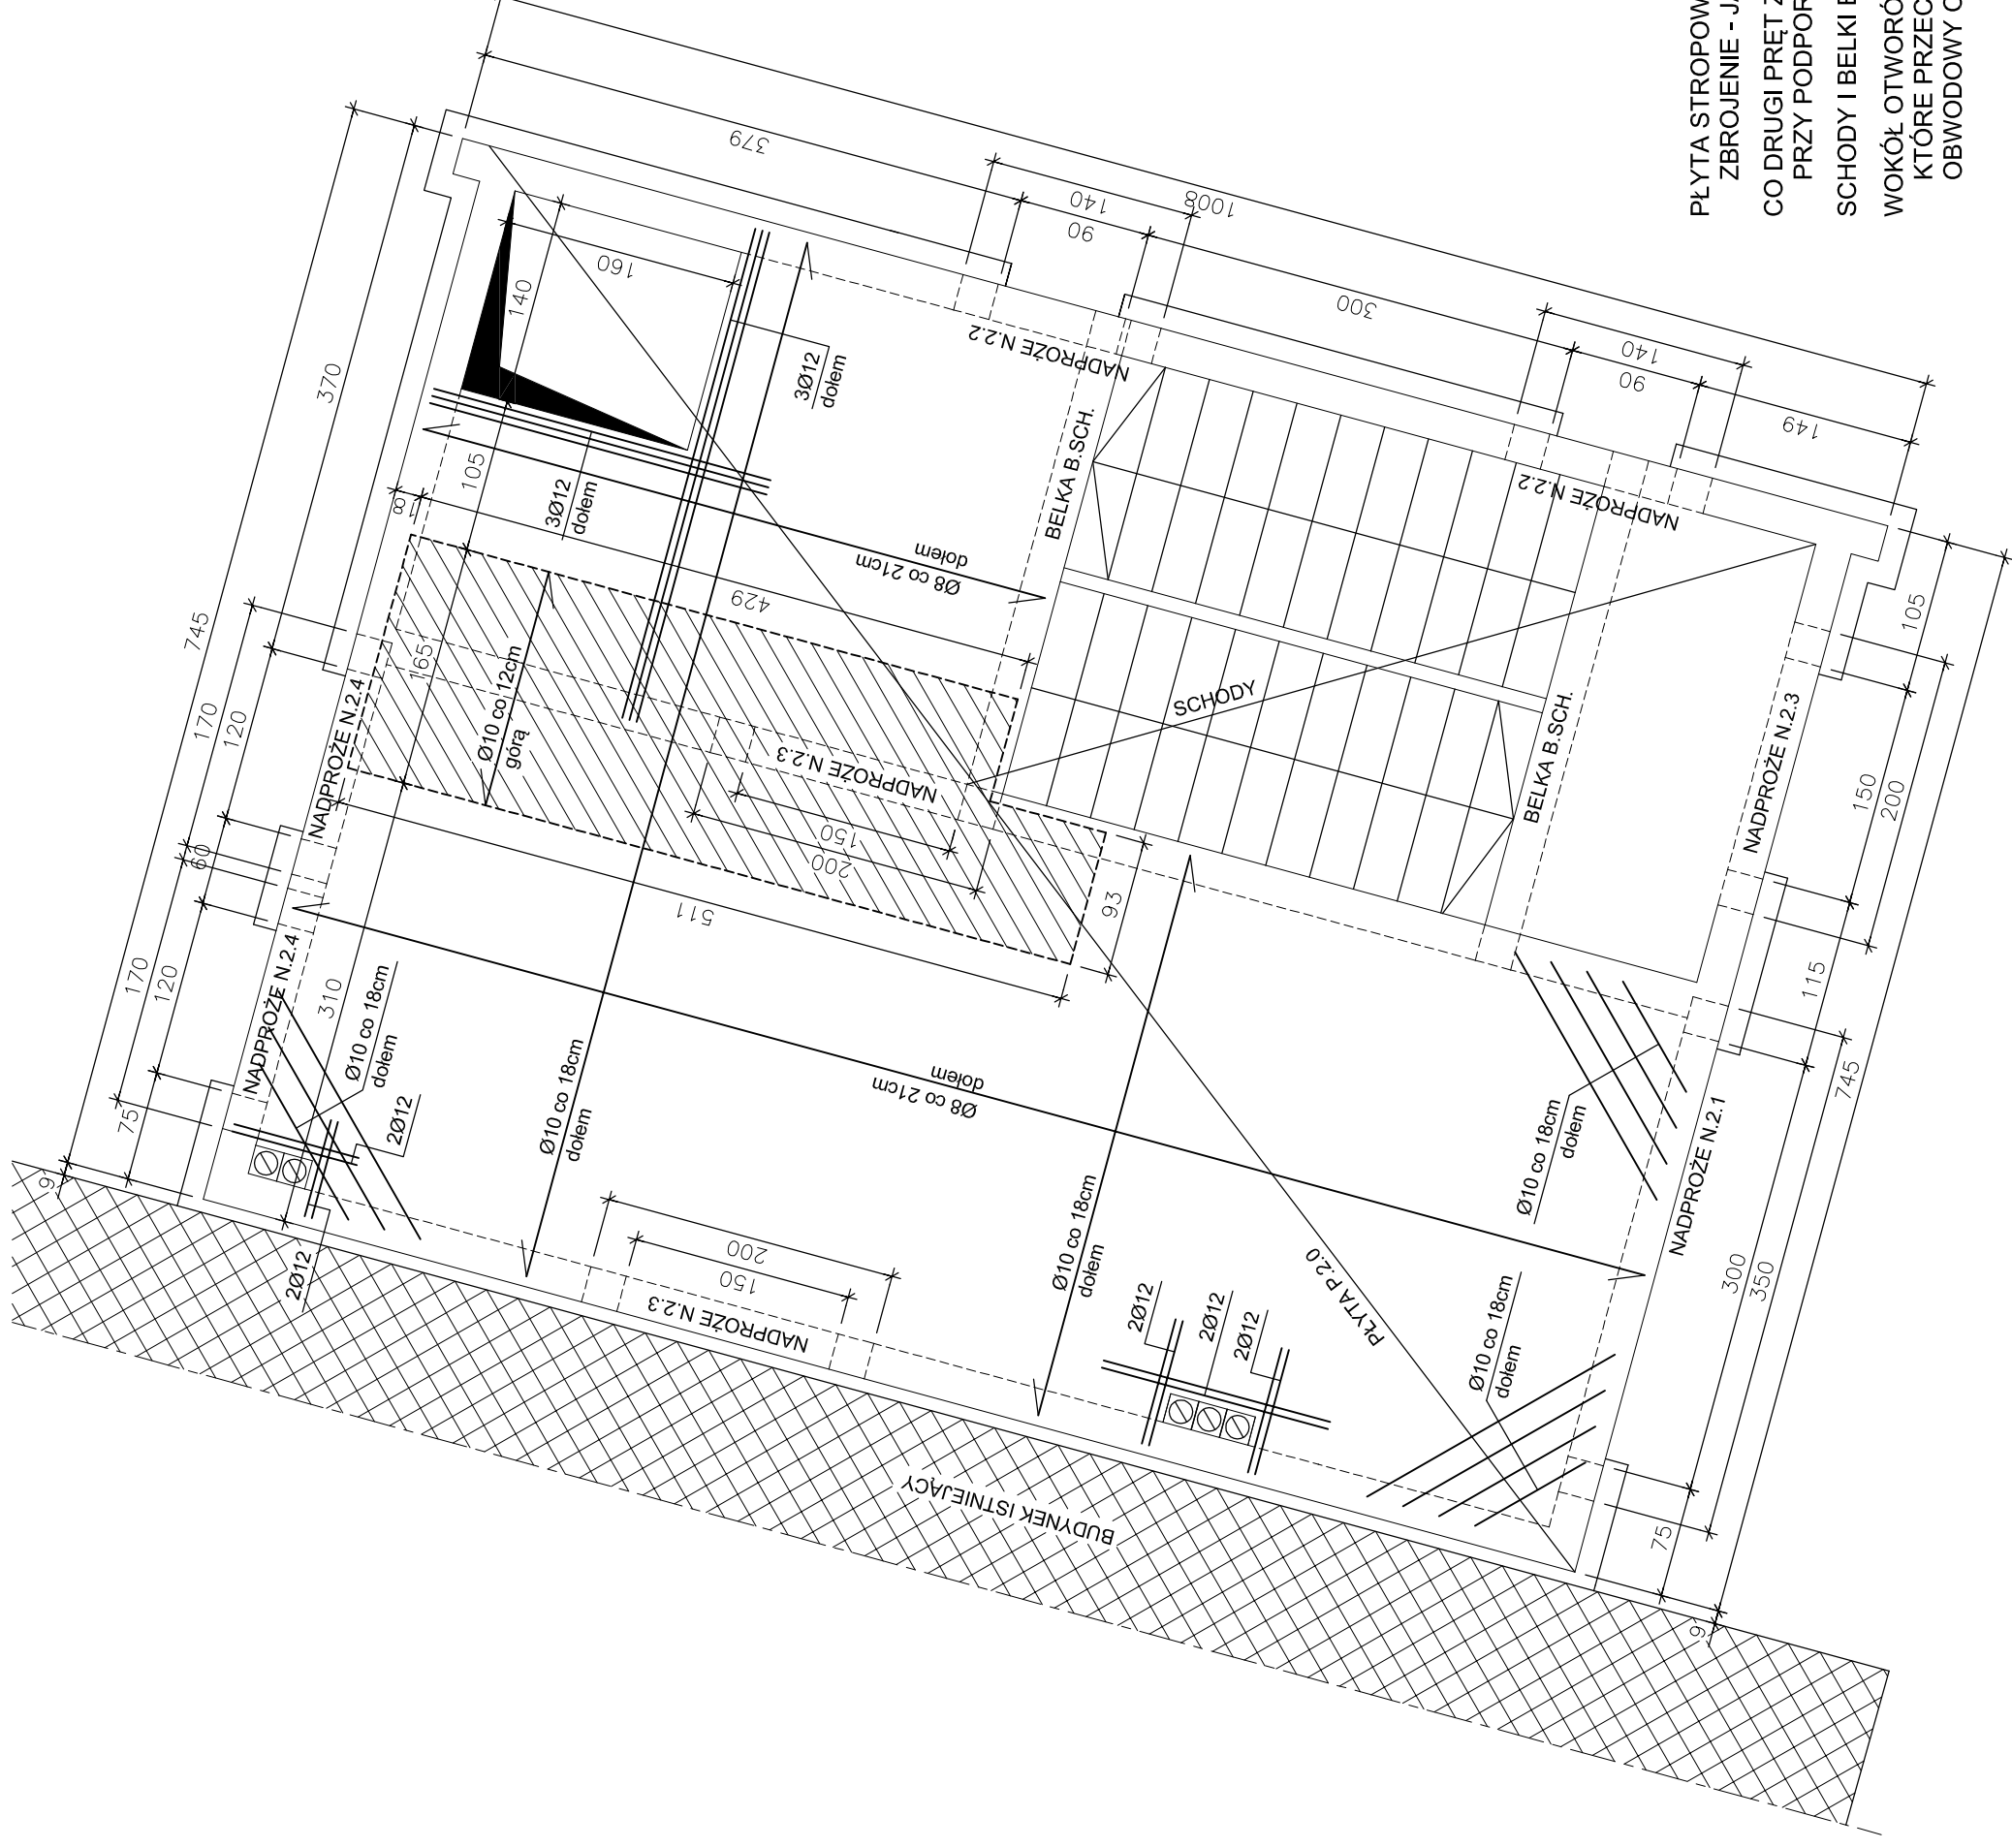 379
1008
140
90
160
140
370
3Ø12
dołem
NADPROŻE N.2.2
300
140
90
149
105
3Ø12
dołem
18
BELKA B.SCH.
NADPROŻE N.2.2
745
Ø8 co 21cm
dołem
429
165
Ø10 co 12cm
górą
170
120
NADPROŻE N.2.4
SCHODY
105
NADPROŻE N.2.3
BELKA B.SCH.
NADPROŻE N.2.3
150
200
60
150
200
511
93
170
120
NADPROŻE N.2.4
310
Ø10 co 18cm
dołem
115
75
2Ø12
Ø10 co 18cm
dołem
Ø8 co 21cm
dołem
745
Ø10 co 18cm
dołem
NADPROŻE N.2.1
9
2Ø12
200
150
NADPROŻE N.2.3
Ø10 co 18cm
dołem
2Ø12
2Ø12
2Ø12
PŁYTA P.2.0
300
350
Ø10 co 18cm
dołem
BUDYNEK ISTNIEJĄCY
75
9
PŁYTA
ZBROJENIE -
CO DRUGI PRĘT
PRZY
SCHODY I BELKI
WOKÓŁ
KTÓRE
OBWODOWY